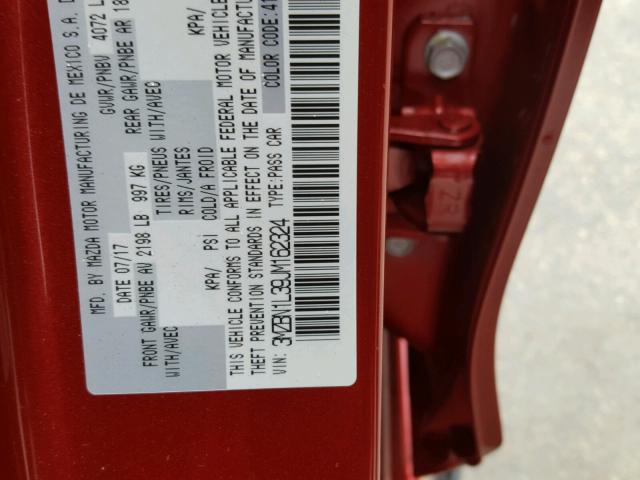 MFD. BY MAZDA MOTOR MANUFACTURING DE MEXICO S.A. D
DATE 07/17 GVWR/PNBV 4072 L
FRONT GAWR/PNBE AV 2198 LB 997 KG REAR GAWR/PNBE AR 18
WITH/AVEC TIRES/PNEUS WITH/AVEC
RIMS/JANTES
KPA/ PSI COLD/A FROID KPA/
THIS VEHICLE CONFORMS TO ALL APPLICABLE FEDERAL MOTOR VEHICLE
THEFT PREVENTION STANDARDS IN EFFECT ON THE DATE OF MANUFACTUR
VIN: 3MZBN1L39JM162324 TYPE:PASS CAR COLOR CODE:41